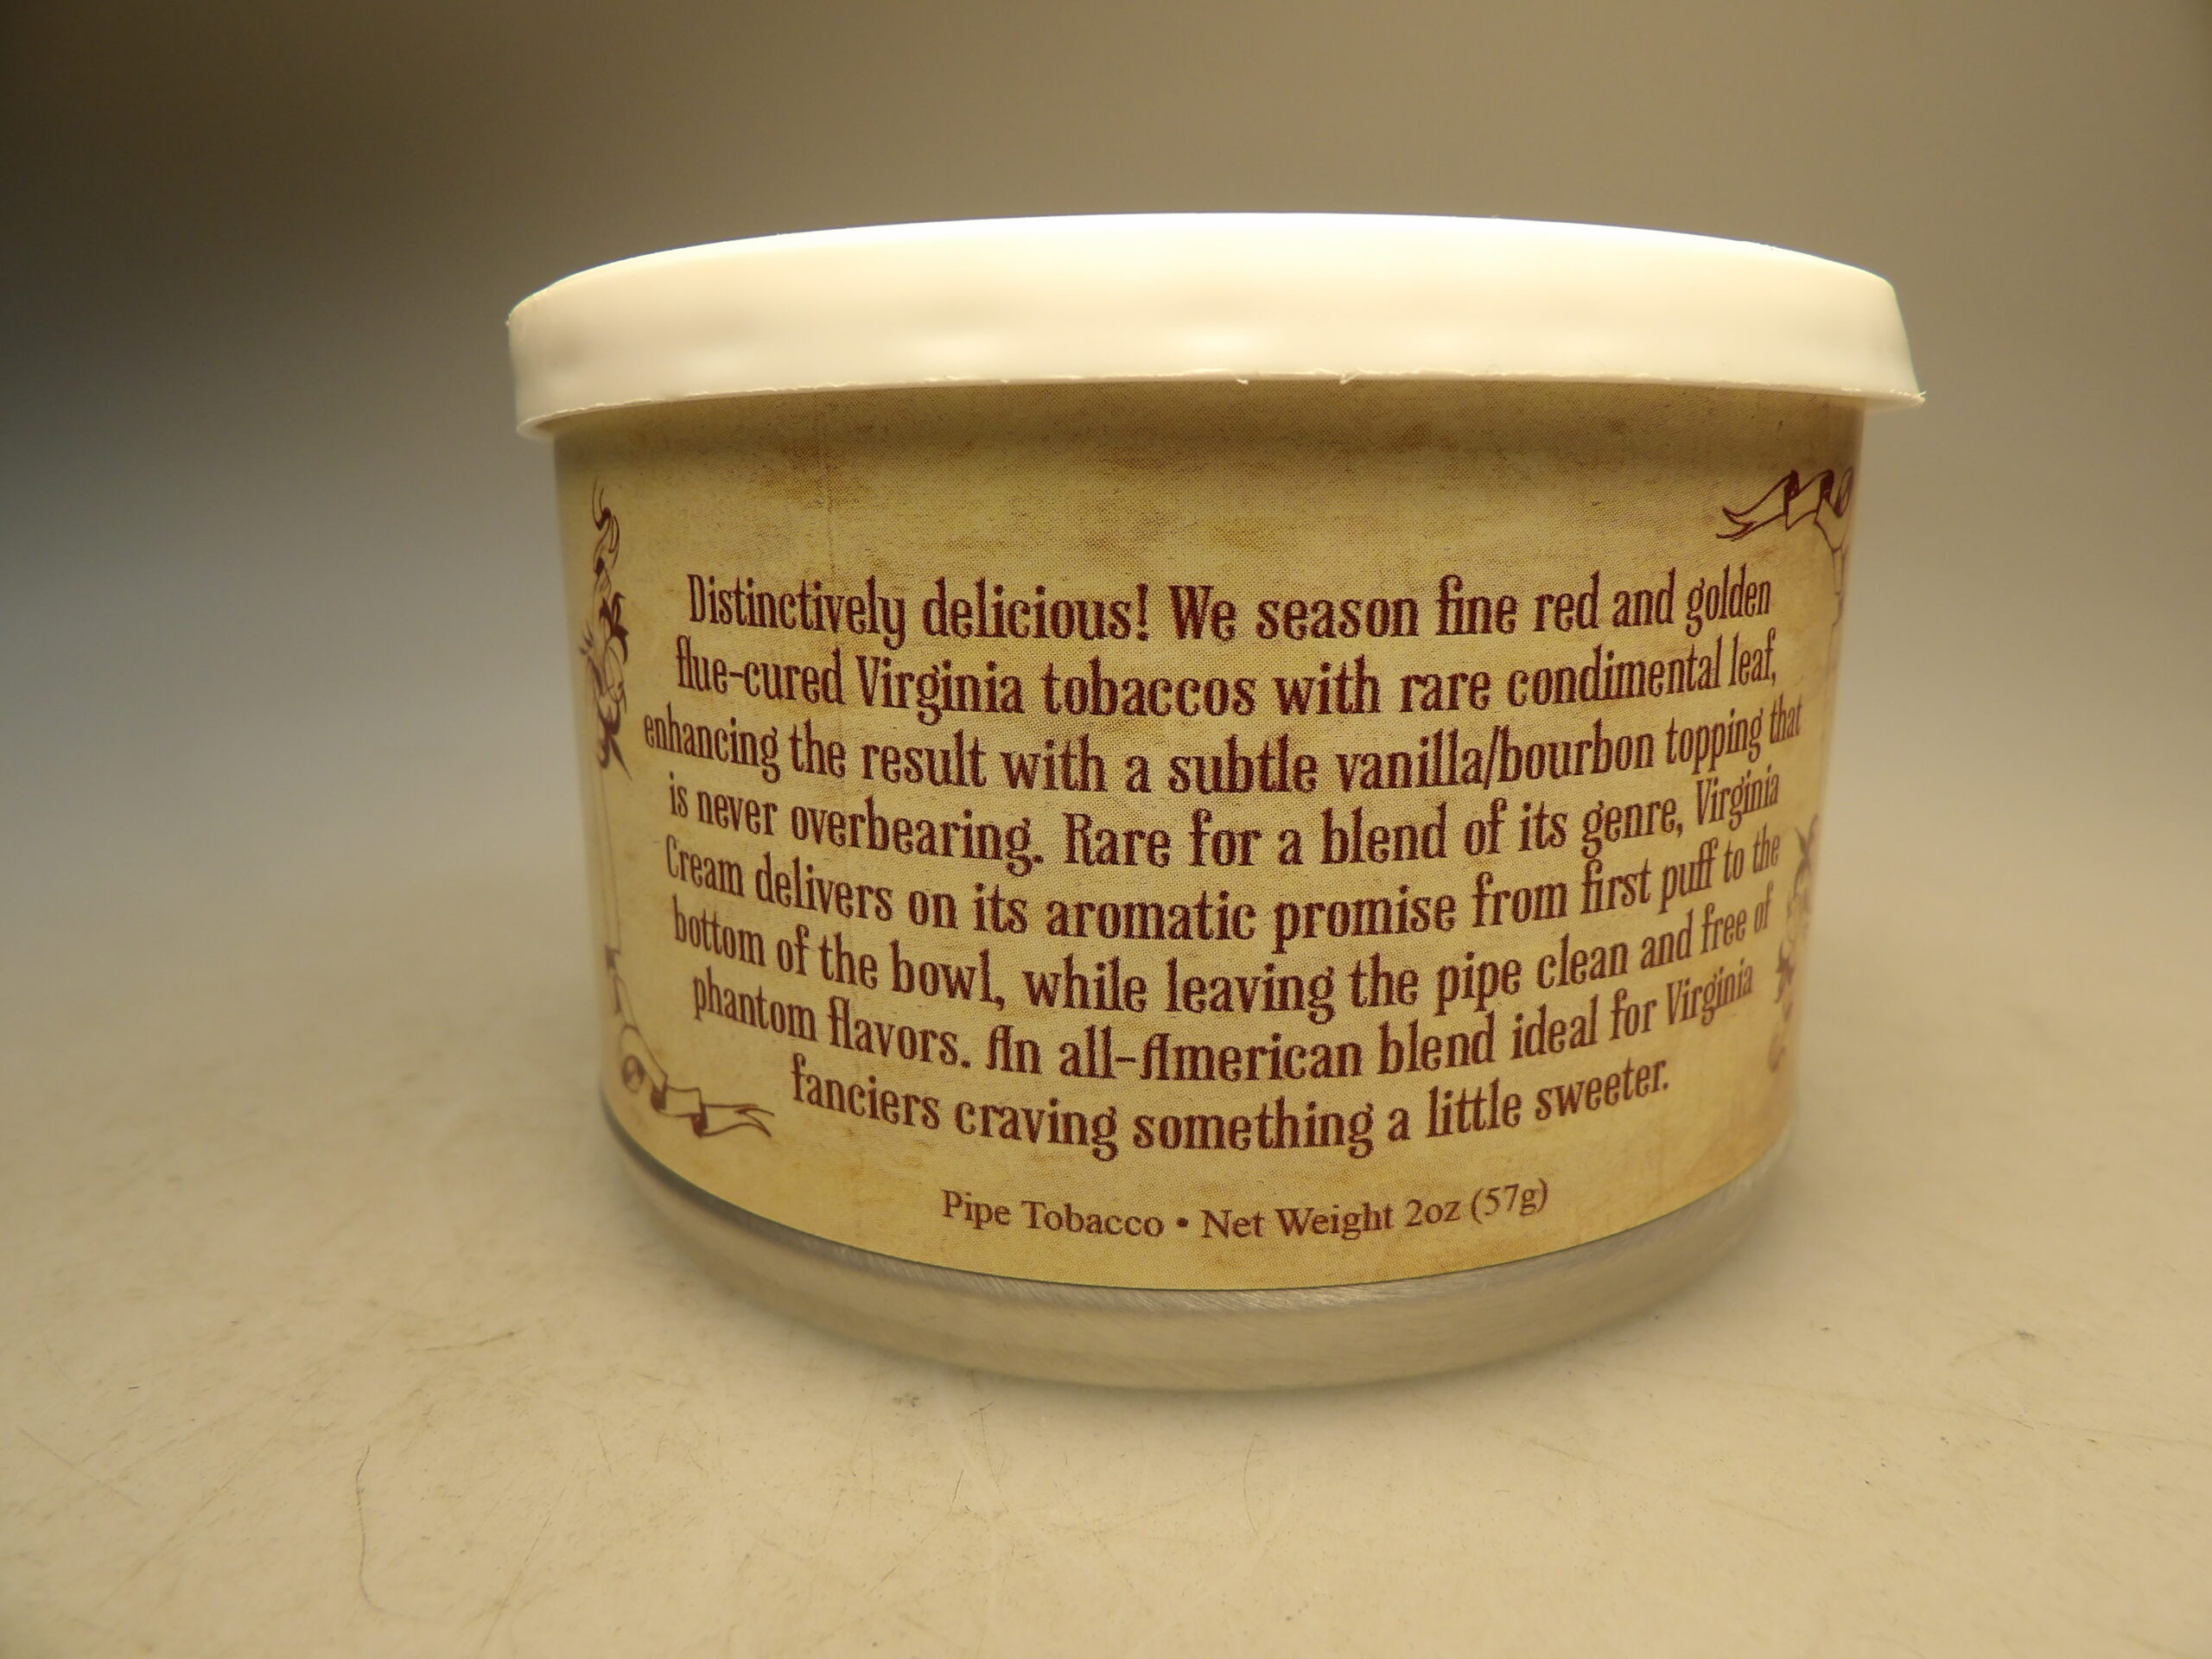 Distinctively delicious! We season fine red and golden
flue-cured Virginia tobaccos with rare condimental leaf,
enhancing the result with a subtle vanilla/bourbon topping that
is never overbearing. Rare for a blend of its genre, Virginia
Cream delivers on its aromatic promise from first puff to the
bottom of the bowl, while leaving the pipe clean and free of
phantom flavors. An all-American blend ideal for Virginia
fanciers craving something a little sweeter.
Pipe Tobacco • Net Weight 2oz (57g)